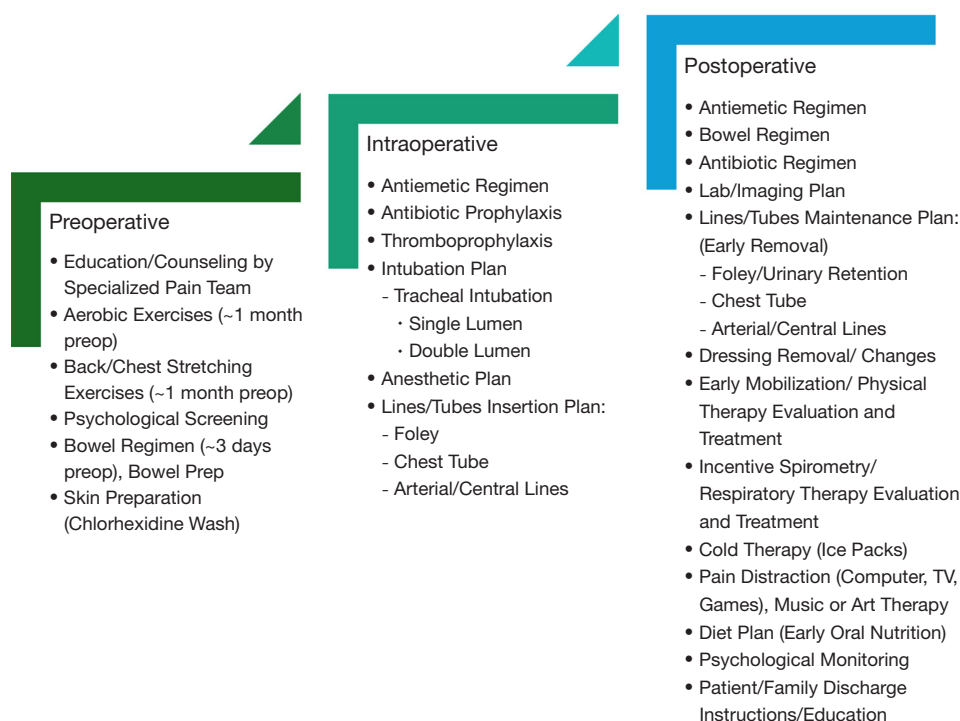 Preoperative
• Education/Counseling by
Specialized Pain Team
• Aerobic Exercises (~1 month
preop)
• Back/Chest Stretching
Exercises (~1 month preop)
• Psychological Screening
• Bowel Regimen (~3 days
preop), Bowel Prep
• Skin Preparation
(Chlorhexidine Wash)
Intraoperative
• Antiemetic Regimen
• Antibiotic Prophylaxis
• Thromboprophylaxis
• Intubation Plan
- Tracheal Intubation
· Single Lumen
· Double Lumen
• Anesthetic Plan
• Lines/Tubes Insertion Plan:
- Foley
- Chest Tube
- Arterial/Central Lines
Postoperative
• Antiemetic Regimen
• Bowel Regimen
• Antibiotic Regimen
• Lab/Imaging Plan
• Lines/Tubes Maintenance Plan:
(Early Removal)
- Foley/Urinary Retention
- Chest Tube
- Arterial/Central Lines
• Dressing Removal/ Changes
• Early Mobilization/ Physical
Therapy Evaluation and
Treatment
• Incentive Spirometry/
Respiratory Therapy Evaluation
and Treatment
• Cold Therapy (Ice Packs)
• Pain Distraction (Computer, TV,
Games), Music or Art Therapy
• Diet Plan (Early Oral Nutrition)
• Psychological Monitoring
• Patient/Family Discharge
Instructions/Education